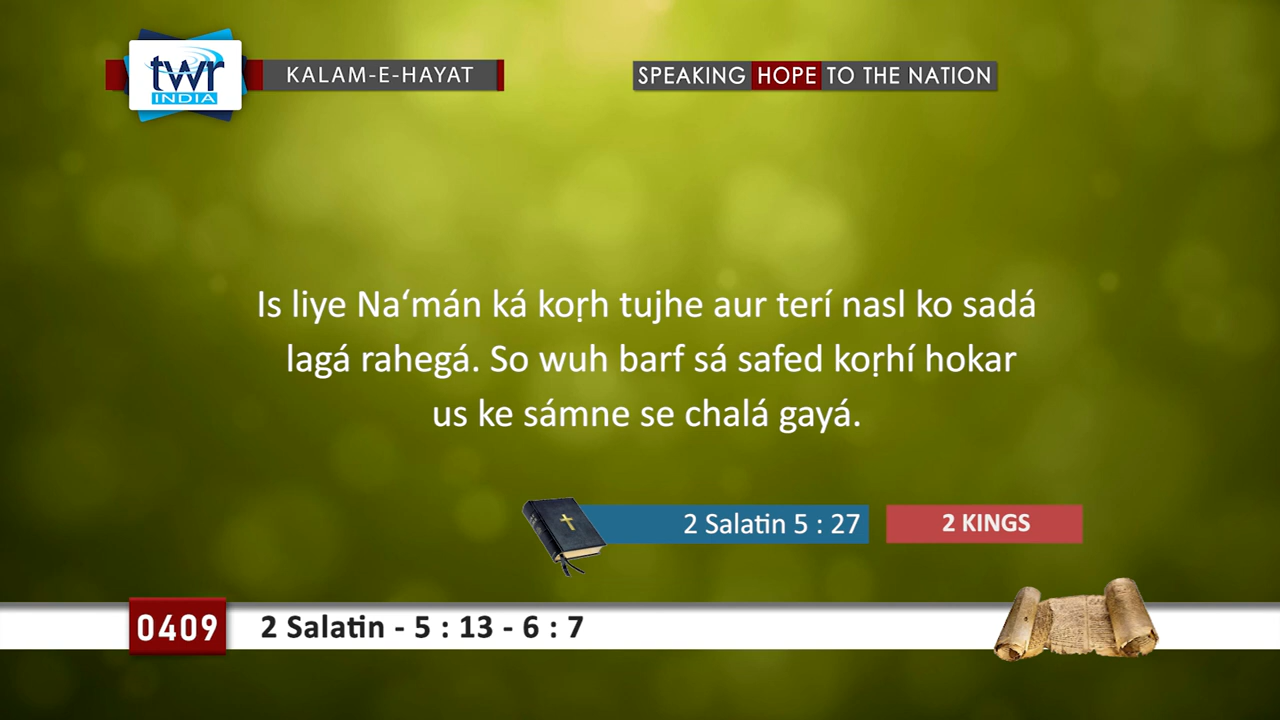 twr
INDIA
KALAM-E-HAYAT
SPEAKING HOPE TO THE NATION
Is liye Na‘mán ká koṛh tujhe aur terí nasl ko sadá
lagá rahegá. So wuh barf sá safed koṛhí hokar
us ke sámne se chalá gayá.
2 Salatin 5 : 27
2 KINGS
0409
2 Salatin - 5 : 13 - 6 : 7